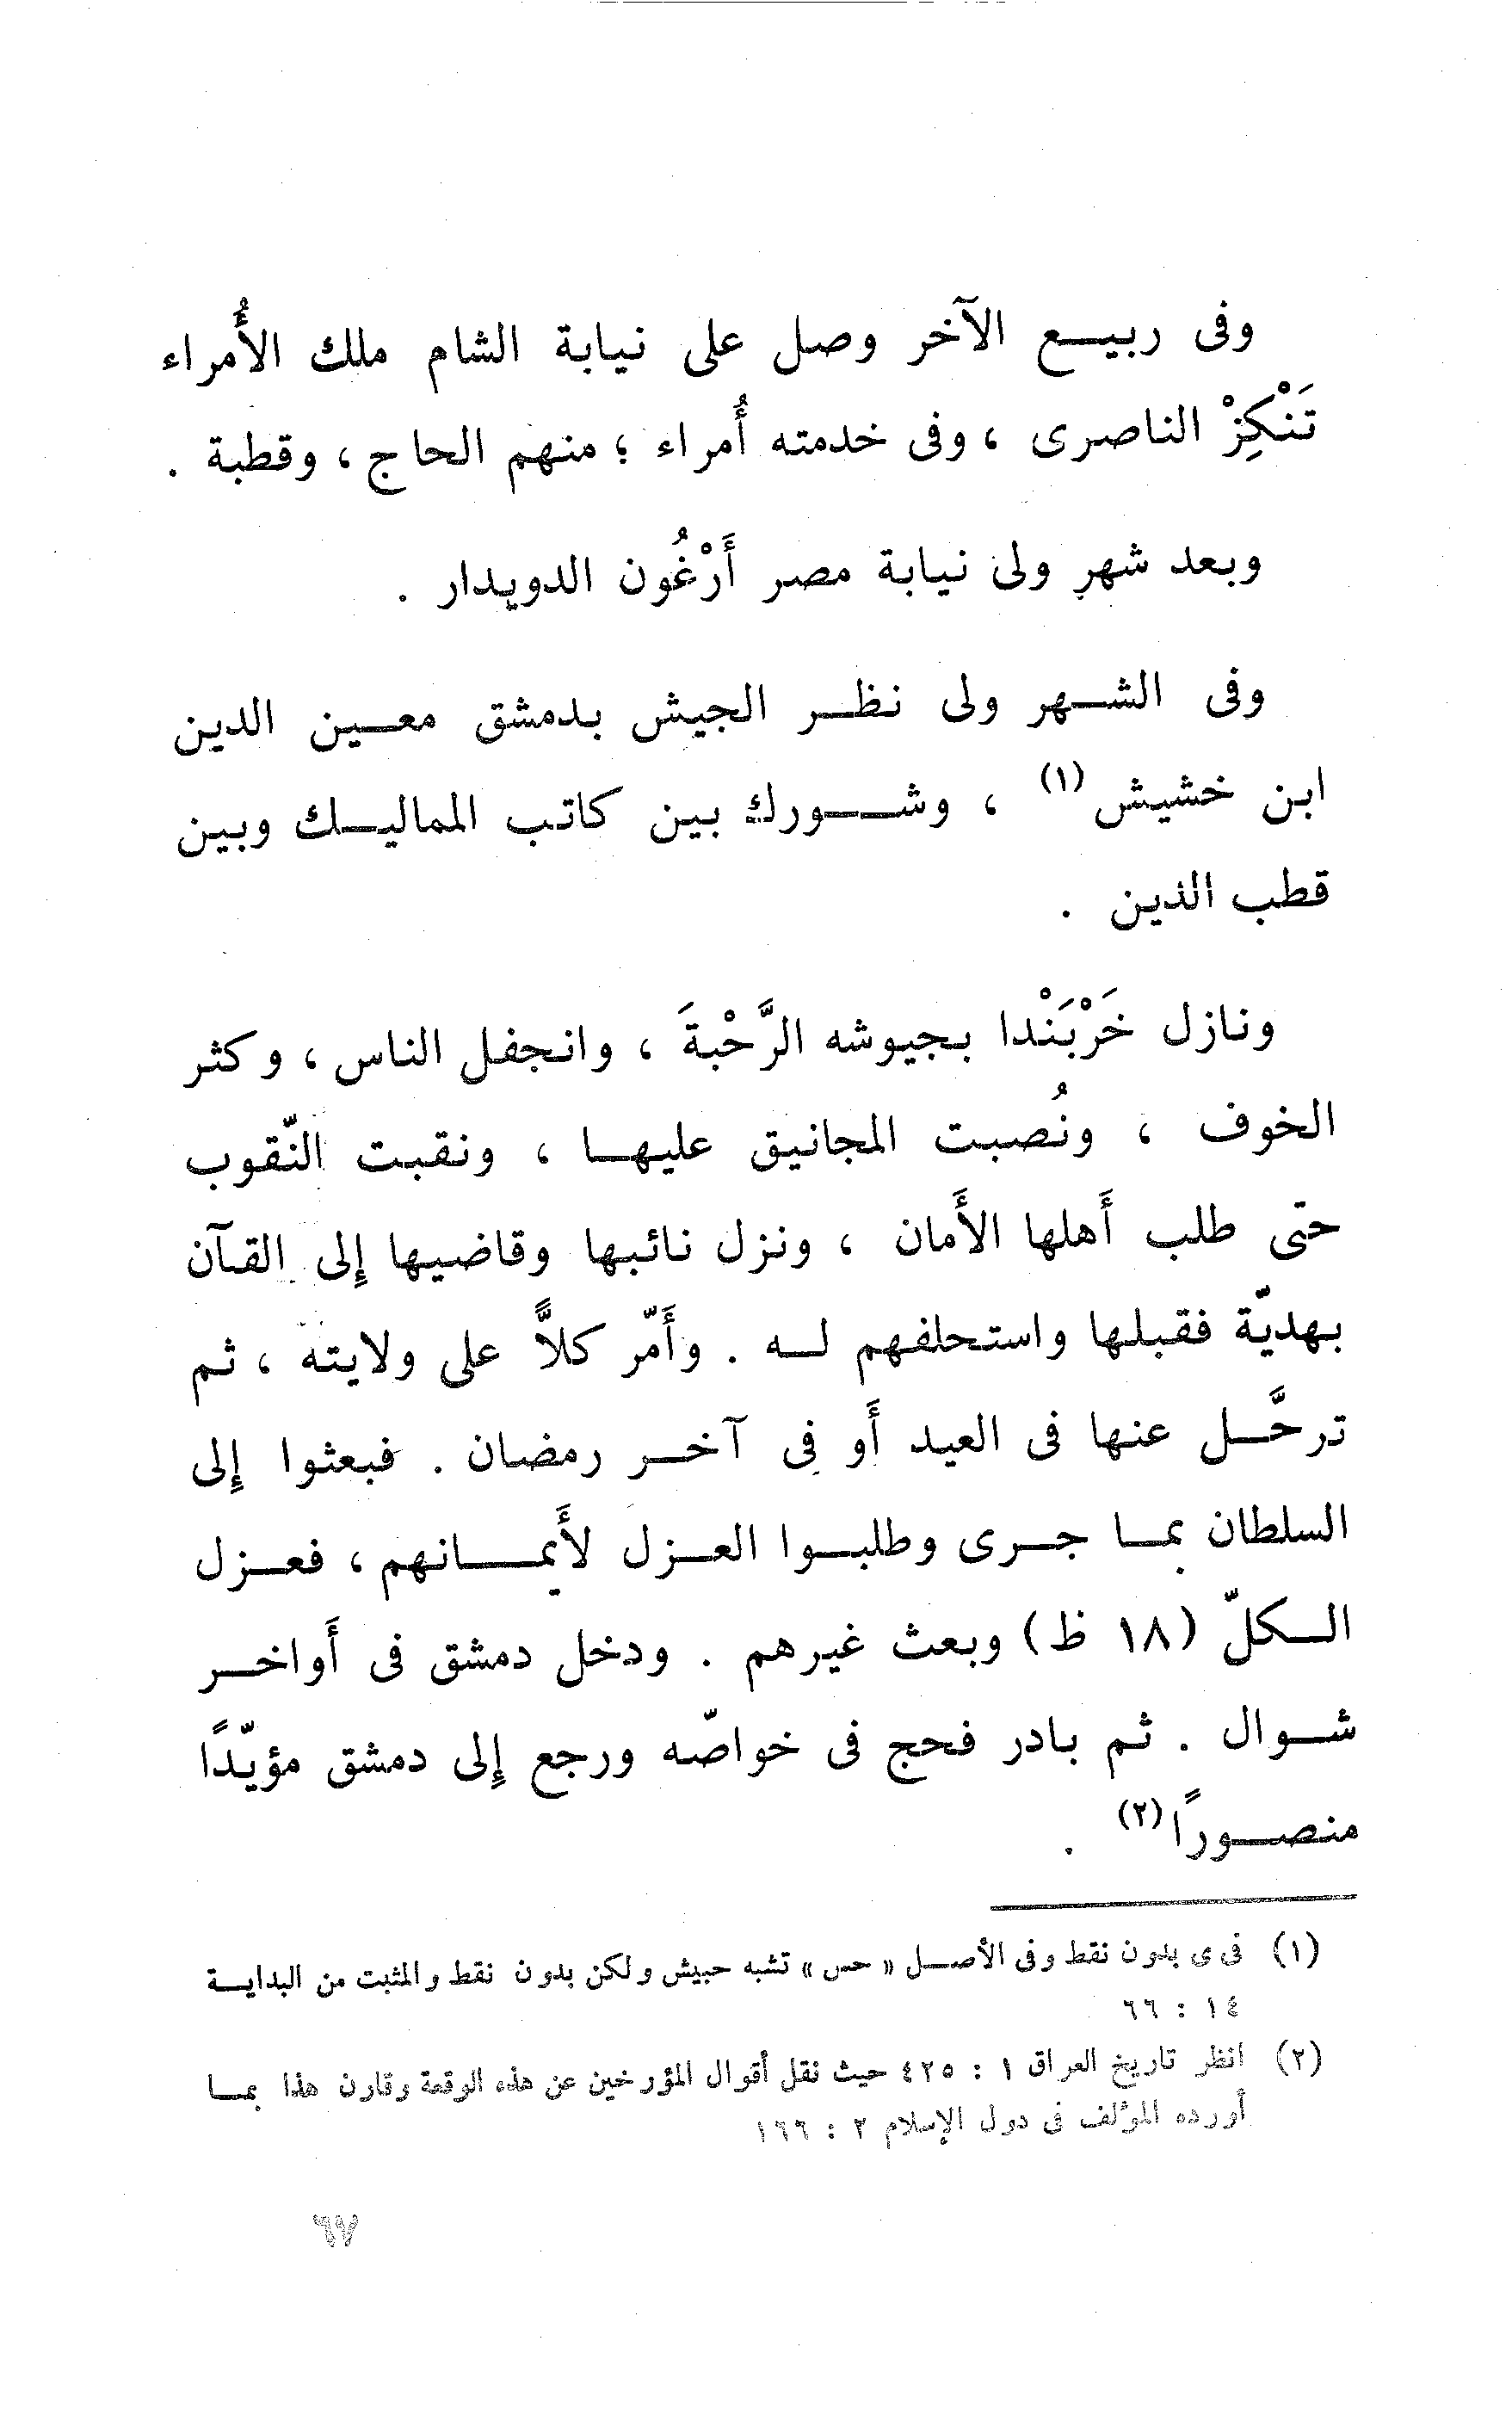 وفى ربيع الآخر وصل على نيابة الشام ملك الأُمراء
تَنْكِزْ الناصرى ، وفى خدمته أُمراء ؛ منهم الحاج ، وقطبة .
وبعد شهرٍ ولى نيابة مصر أَرْغُون الدويدار .
وفى الشهر ولى نظر الجيش بدمشق معين الدين
ابن خشيش (١) ، وشورك بين كاتب المماليك وبين
قطب الدين .
ونازل خَرْبَنْدا بجيوشه الرَّحْبةَ ، وانجفل الناس ، وكثر
الخوف ، ونُصبت المجانيق عليها ، ونقبت النّقوب
حتى طلب أَهلها الأَمان ، ونزل نائبها وقاضيها إلى القآن
بهديّة فقبلها واستحلفهم له . وأَمّر كلاًّ على ولايته ، ثم
ترحَّل عنها فى العيد أَو فى آخر رمضان . فبعثوا إلى
السلطان بما جرى وطلبوا العزل لأَيمانهم ، فعزل
الكلّ (١٨ ظ) وبعث غيرهم . ودخل دمشق فى أَواخر
شوال . ثم بادر فحج فى خواصّه ورجع إلى دمشق مؤيّدًا
منصورًا (٢) .
(١) فى ى بدون نقط وفى الأصل « حس » تشبه حبيش ولكن بدون نقط والمثبت من البداية
١٤ : ٦٦
(٢) انظر تاريخ العراق ١ : ٤٢٥ حيث نقل أقوال المؤرخين عن هذه الوقعة وقارن هذا بما
أورده المؤلف فى دول الإسلام ٢ : ١٦٦
٦٧